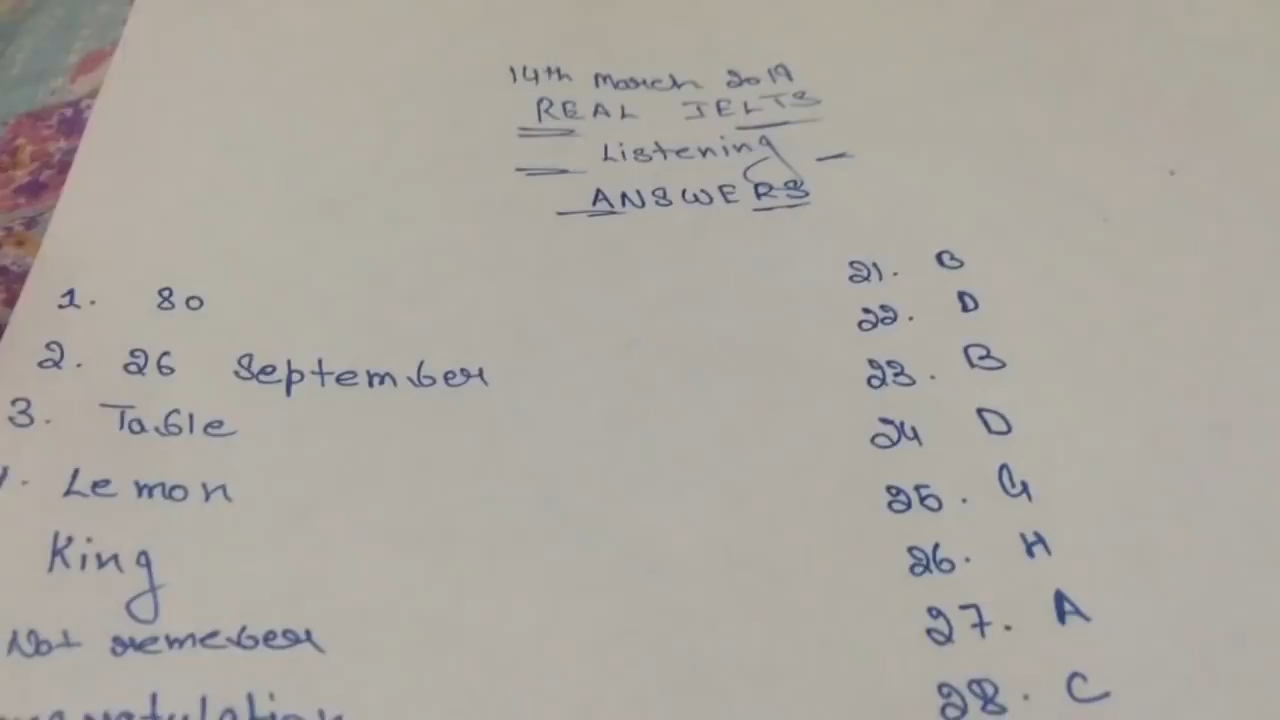 14th March 2019
REAL IELTS
Listening
ANSWERS
1. 80
2. 26 September
3. Table
Lemon
King
Not remeber
21. B
22. D
23. B
24 D
25. G
26. H
27. A
28. C